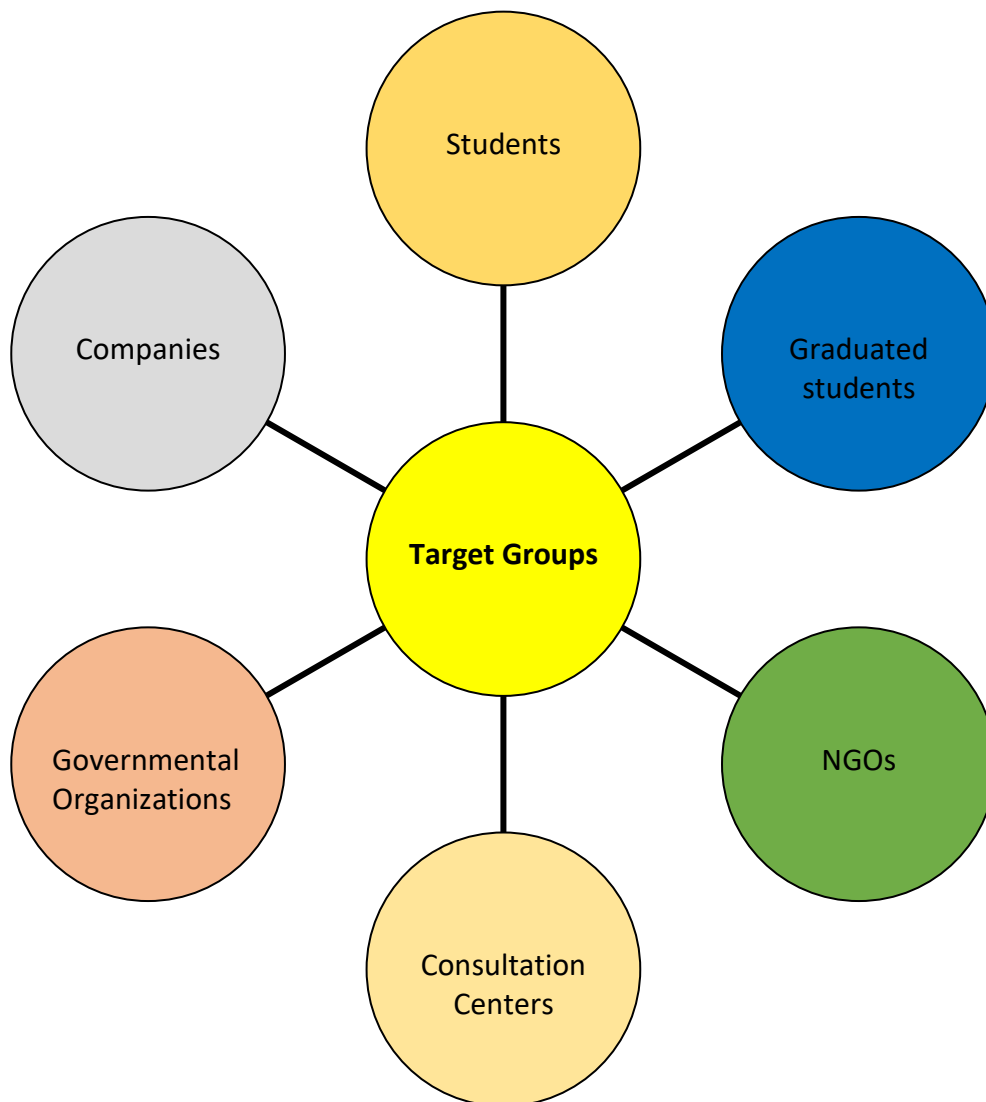 Students
Companies
Graduated
students
Target Groups
Governmental
Organizations
NGOs
Consultation
Centers